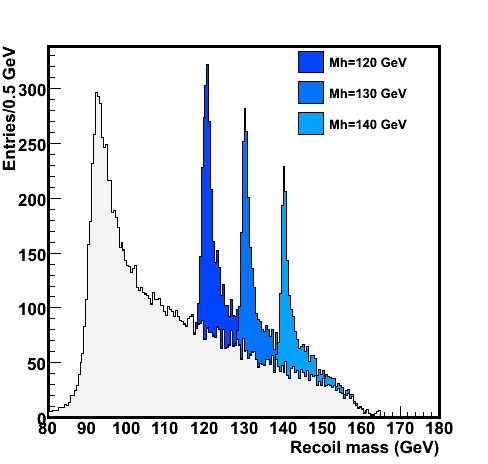 Entries/0.5 GeV
Mh=120 GeV
Mh=130 GeV
Mh=140 GeV
300
250
200
150
100
50
0
80 90 100 110 120 130 140 150 160 170 180
Recoil mass (GeV)